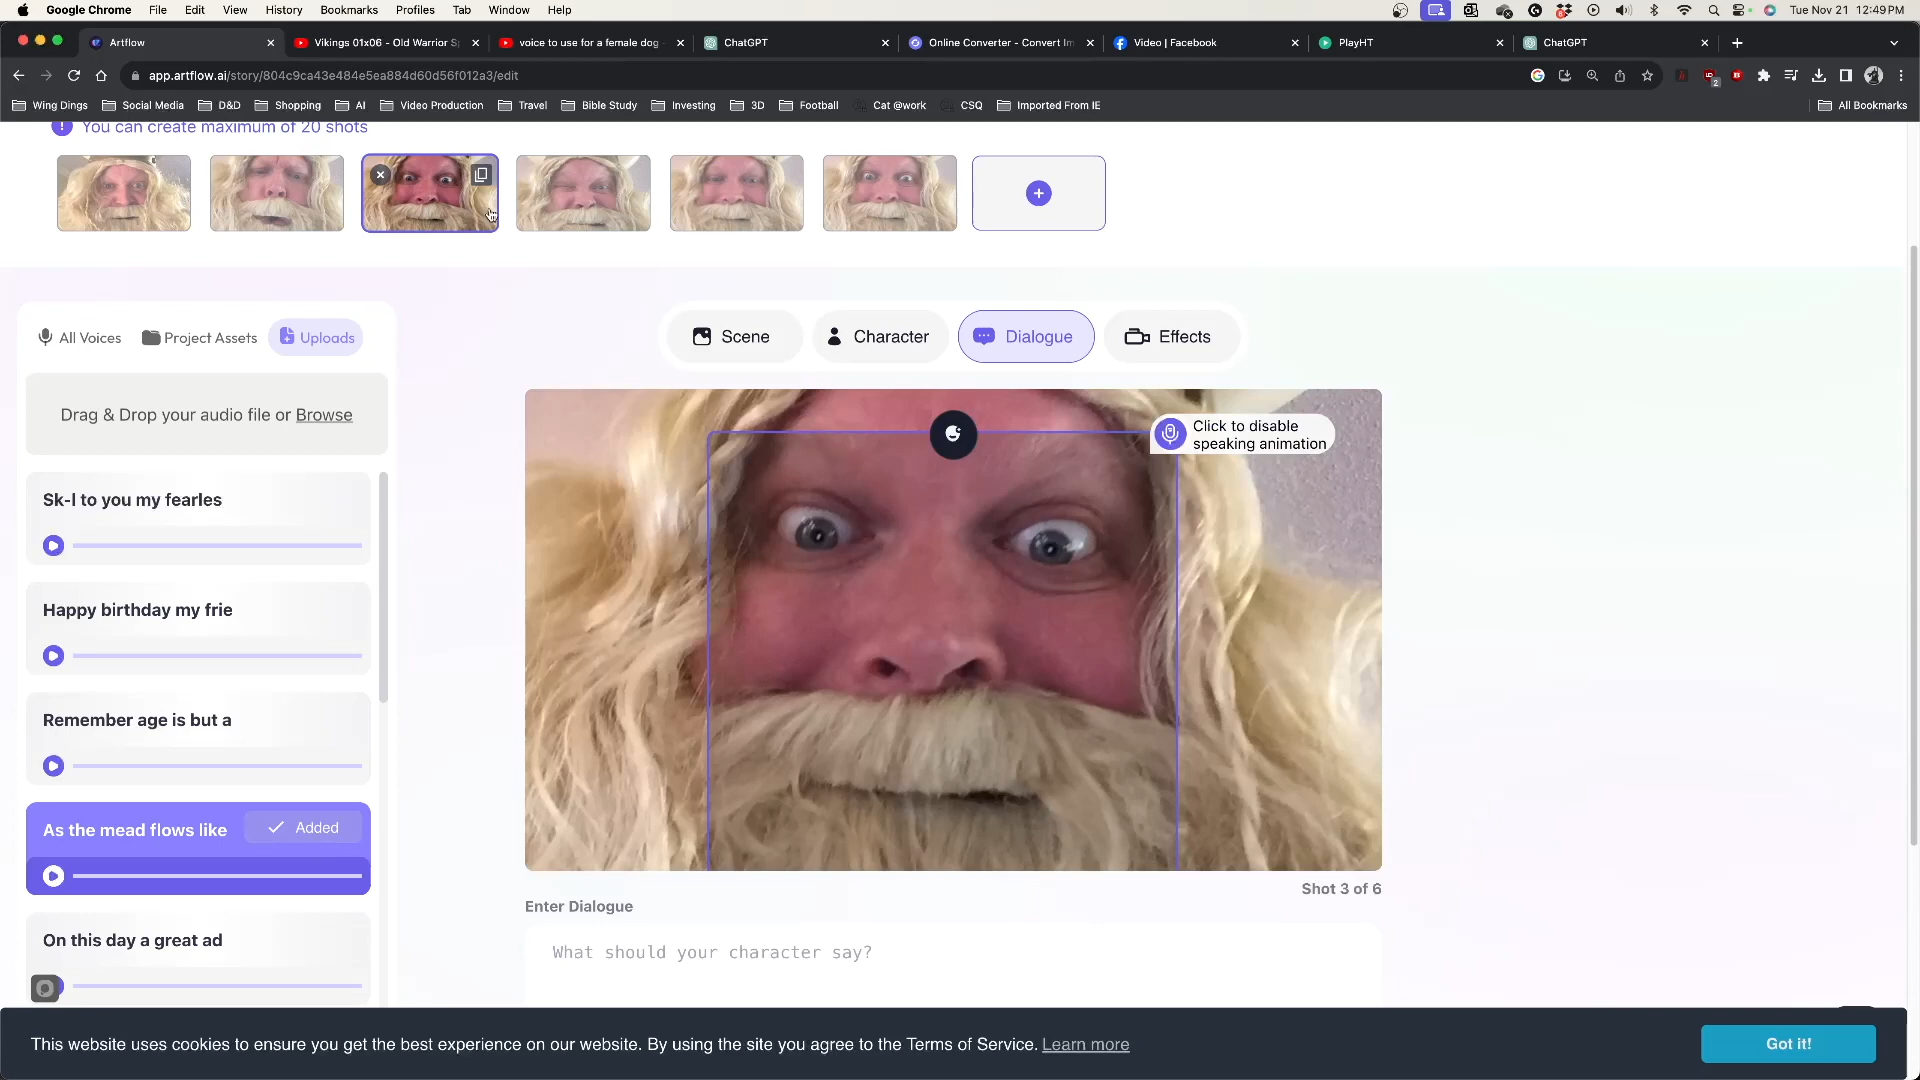 Google Chrome File Edit View History Bookmarks Profiles Tab Window Help Tue Nov 21 12:49 PM
Artflow Vikings 01x06 - Old Warrior Sp voice to use for a female dog - ChatGPT Online Converter - Convert Im Video | Facebook PlayHT ChatGPT
app.artflow.ai/story/804c9ca43e484e5ea884d60d56f012a3/edit
Wing Dings Social Media D&D Shopping AI Video Production Travel Bible Study Investing 3D Football Cat @work CSQ Imported From IE All Bookmarks
You can create maximum of 20 shots
All Voices Project Assets Uploads
Scene Character Dialogue Effects
Drag & Drop your audio file or Browse
Click to disable
speaking animation
Sk-l to you my fearles
Happy birthday my frie
Remember age is but a
As the mead flows like Added
On this day a great ad
Shot 3 of 6
Enter Dialogue
What should your character say?
This website uses cookies to ensure you get the best experience on our website. By using the site you agree to the Terms of Service. Learn more Got it!